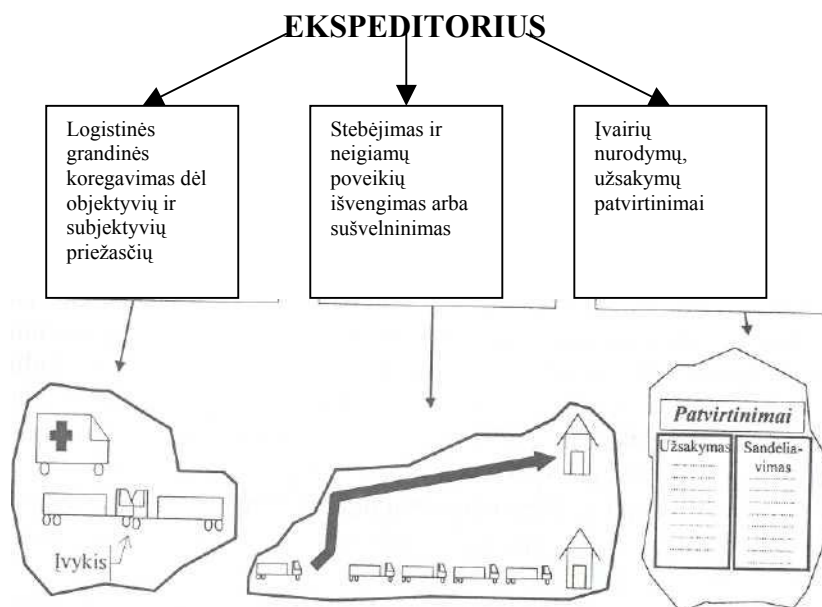 EKSPEDITORIUS
Logistinės
grandinės
koregavimas dėl
objektyvių ir
subjektyvių
priežasčių
Stebėjimas ir
neigiamų
poveikių
išvengimas arba
sušvelninimas
Įvairių
nurodymų,
užsakymų
patvirtinimai
Įvykis
Patvirtinimai
Užsakymas
Sandelia-
vimas